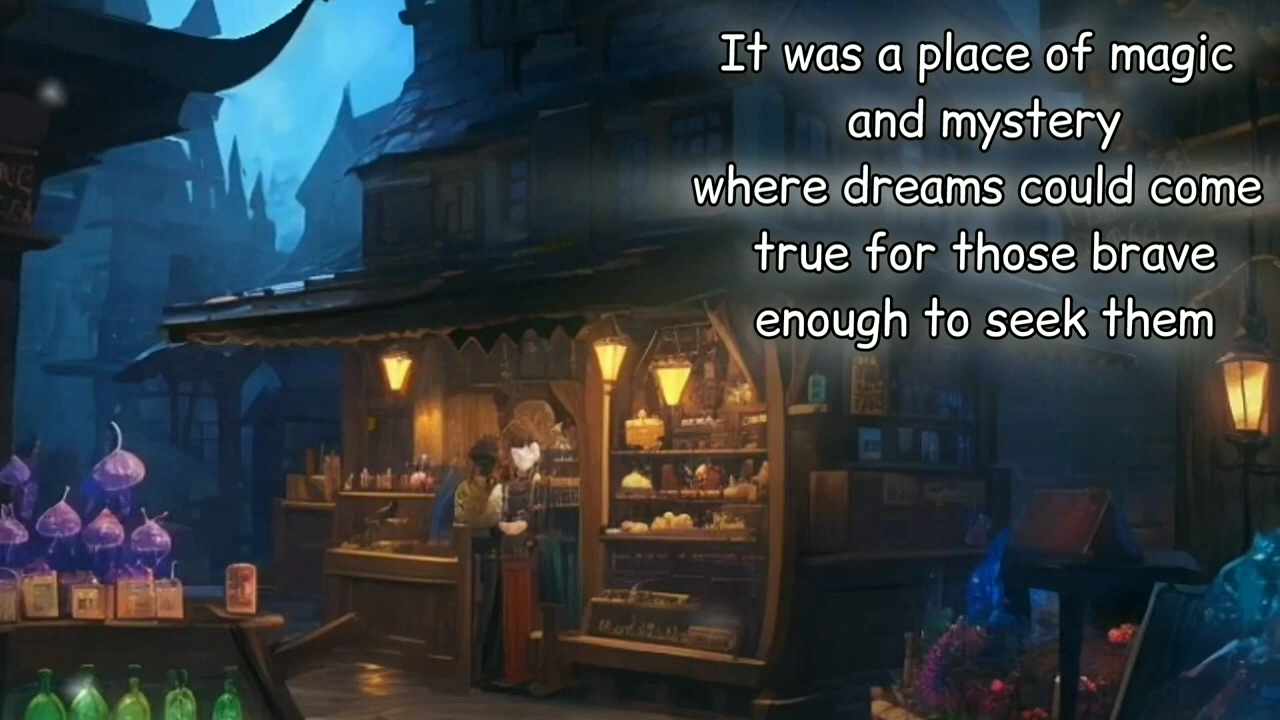 It was a place of magic
and mystery
where dreams could come
true for those brave
enough to seek them